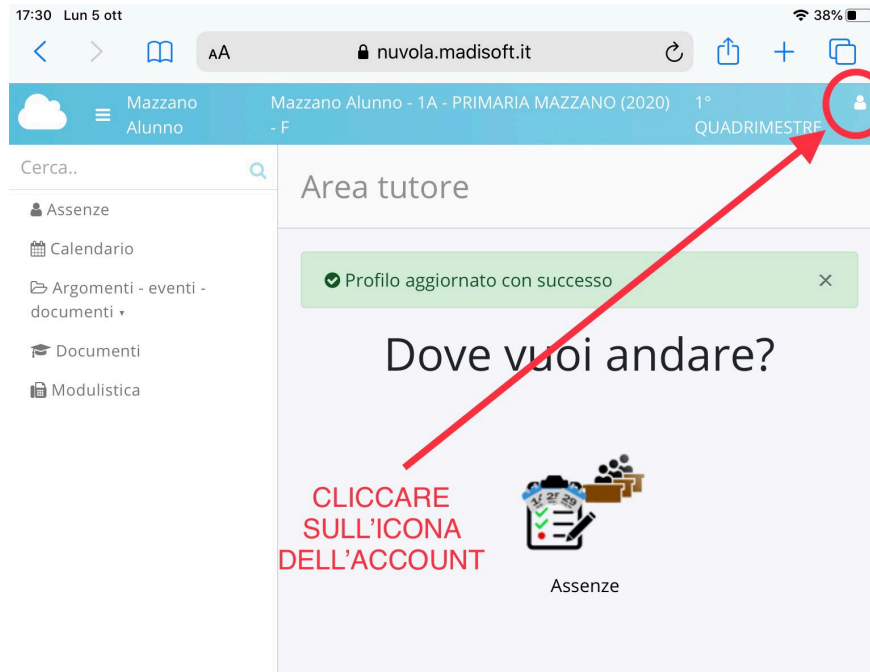 17:30 Lun 5 ott
38%
AA
nuvola.madisoft.it
Mazzano
Alunno
Mazzano Alunno - 1A - PRIMARIA MAZZANO (2020)
- F
1°
QUADRIMESTRE
Cerca..
Assenze
Calendario
Argomenti - eventi -
documenti
Documenti
Modulistica
Area tutore
Profilo aggiornato con successo
Dove vuoi andare?
CLICCARE
SULL'ICONA
DELL'ACCOUNT
Assenze